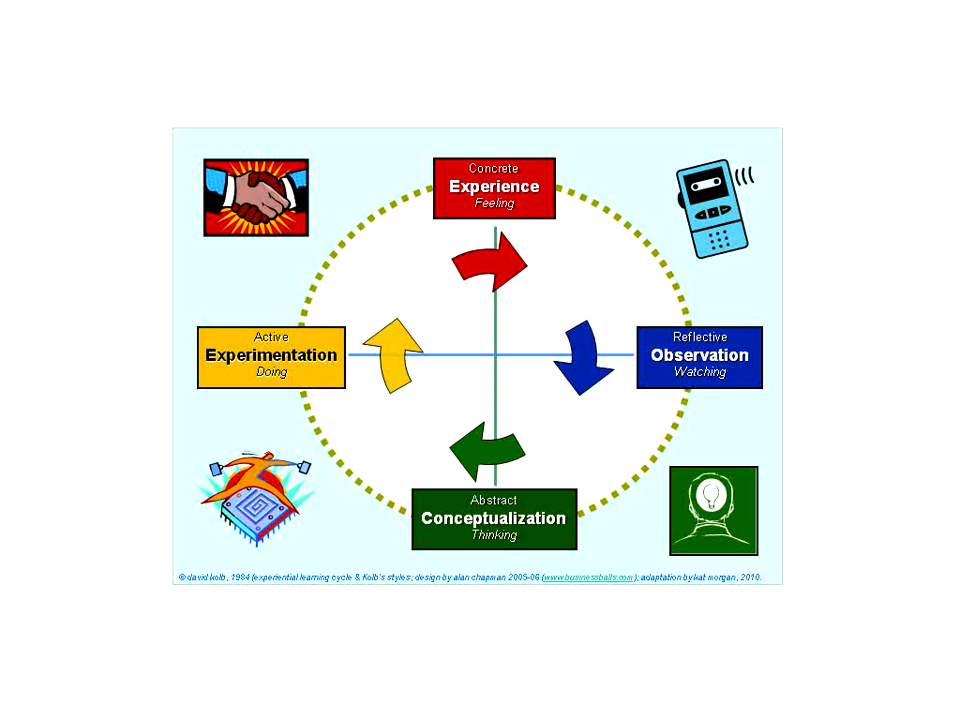 Concrete
Experience
Feeling
Active
Experimentation
Doing
Reflective
Observation
Watching
Abstract
Conceptualization
Thinking
© david kolb, 1984 (experiential learning cycle & Kolb's styles; design by alan chapman 2005-06 (www.businessballs.com); adaptation by kat morgan, 2010.